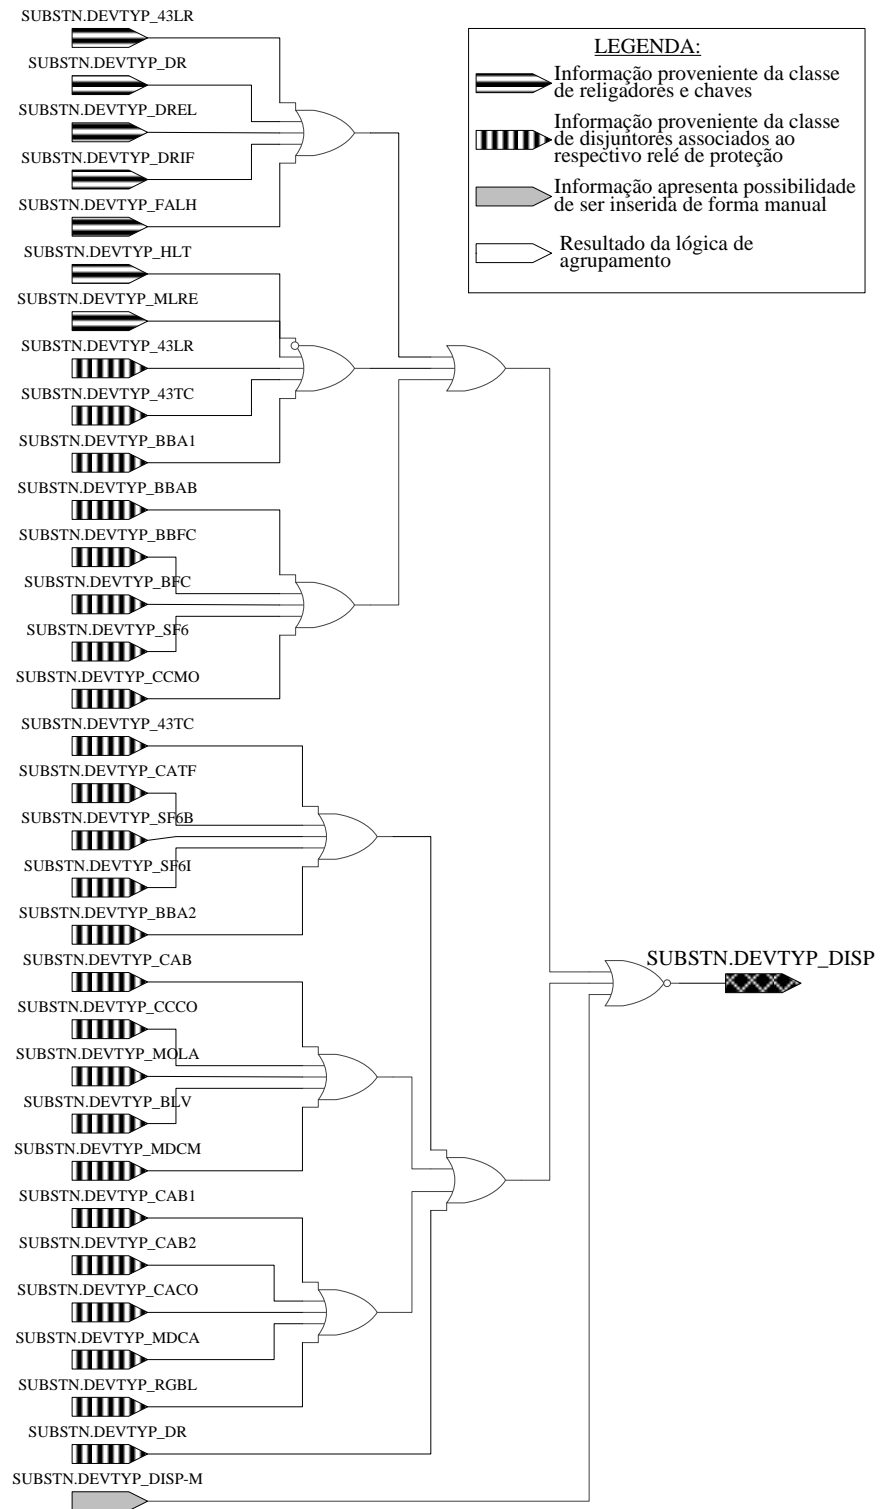 SUBSTN.DEVTYP_43LR
SUBSTN.DEVTYP_DR
SUBSTN.DEVTYP_DREL
SUBSTN.DEVTYP_DRIF
SUBSTN.DEVTYP_FALH
SUBSTN.DEVTYP_HLT
SUBSTN.DEVTYP_MLRE
SUBSTN.DEVTYP_43LR
SUBSTN.DEVTYP_43TC
SUBSTN.DEVTYP_BBA1
SUBSTN.DEVTYP_BBAB
SUBSTN.DEVTYP_BBFC
SUBSTN.DEVTYP_BFC
SUBSTN.DEVTYP_SF6
SUBSTN.DEVTYP_CCMO
SUBSTN.DEVTYP_43TC
SUBSTN.DEVTYP_CATF
SUBSTN.DEVTYP_SF6B
SUBSTN.DEVTYP_SF6I
SUBSTN.DEVTYP_BBA2
SUBSTN.DEVTYP_CAB
SUBSTN.DEVTYP_CCCO
SUBSTN.DEVTYP_MOLA
SUBSTN.DEVTYP_BLV
SUBSTN.DEVTYP_MDCM
SUBSTN.DEVTYP_CAB1
SUBSTN.DEVTYP_CAB2
SUBSTN.DEVTYP_CACO
SUBSTN.DEVTYP_MDCA
SUBSTN.DEVTYP_RGBL
SUBSTN.DEVTYP_DR
SUBSTN.DEVTYP_DISP-M
LEGENDA:
Informação proveniente da classe
de religadores e chaves
Informação proveniente da classe
de disjuntores associados ao
respectivo relé de proteção
Informação apresenta possibilidade
de ser inserida de forma manual
Resultado da lógica de
agrupamento
SUBSTN.DEVTYP_DISP